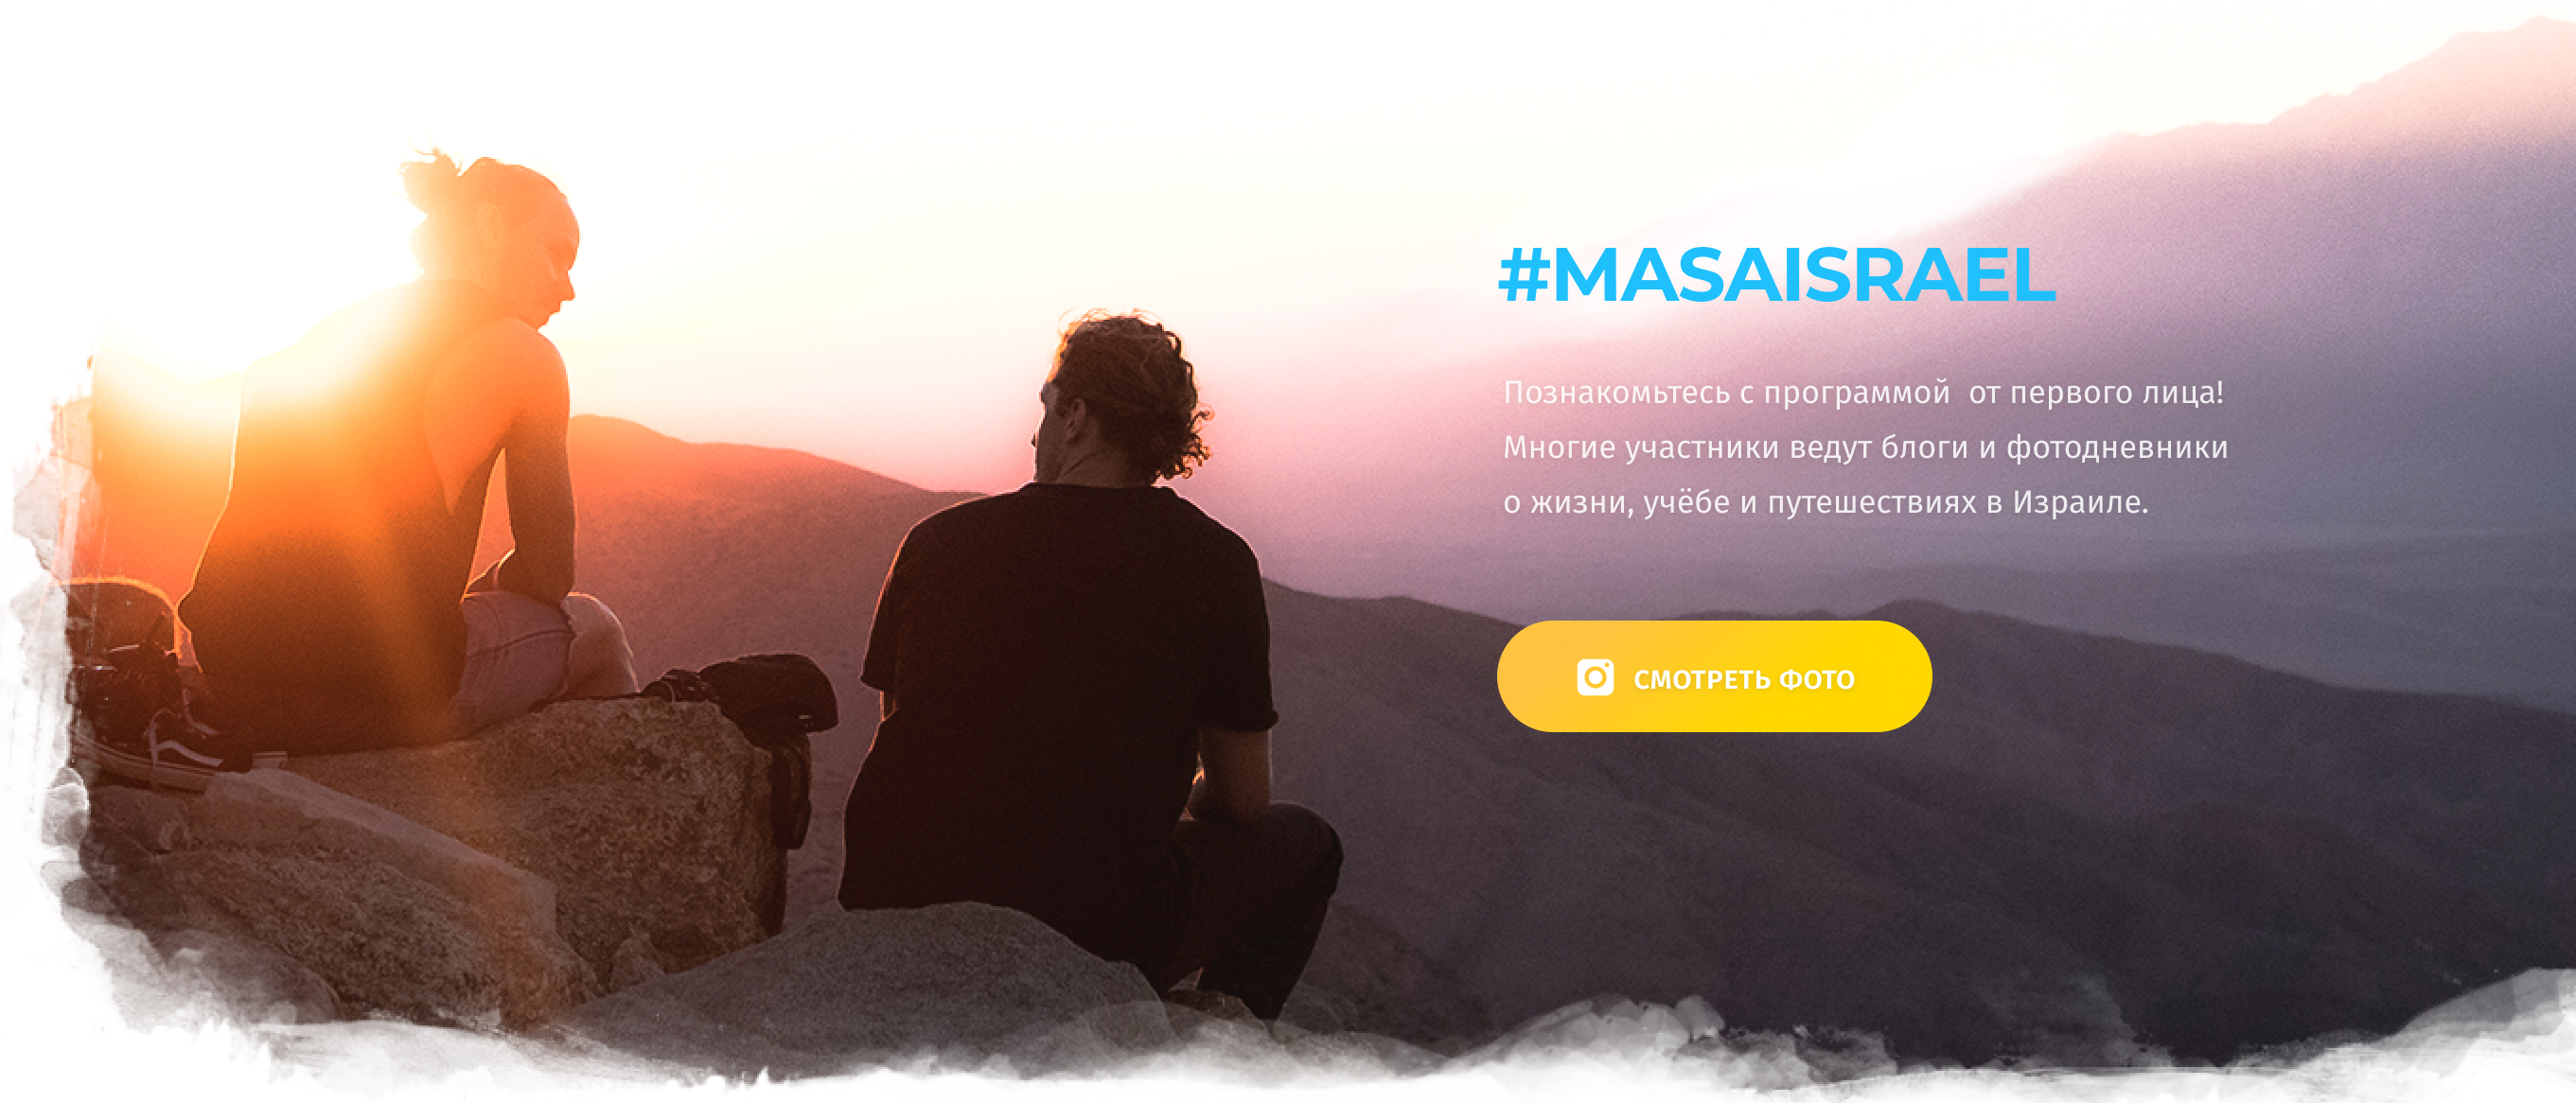 #MASAISRAEL
Познакомьтесь с программой  от первого лица!
Многие участники ведут блоги и фотодневники
о жизни, учёбе и путешествиях в Израиле.
СМОТРЕТЬ ФОТО